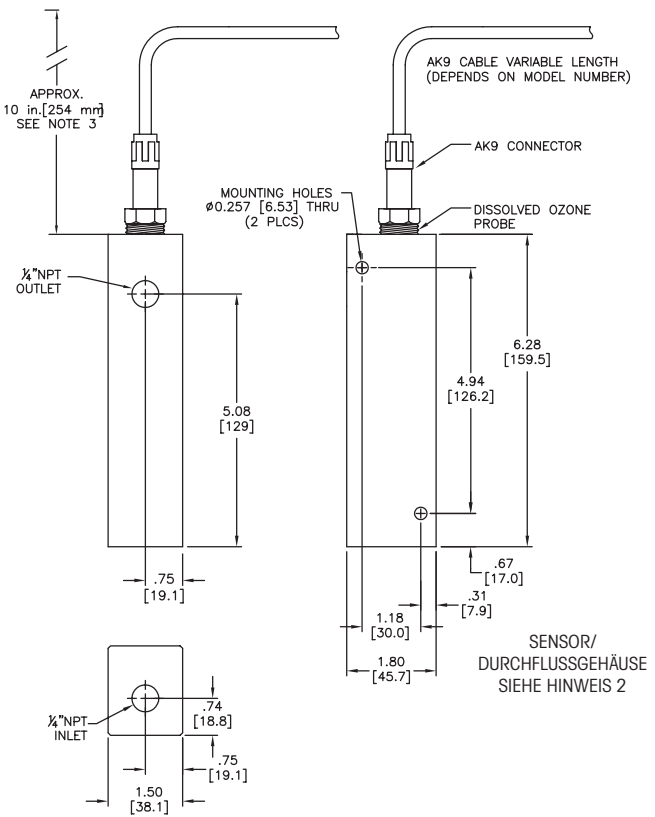 APPROX.
10 in.[254 mm]
SEE NOTE 3
AK9 CABLE VARIABLE LENGTH
(DEPENDS ON MODEL NUMBER)
AK9 CONNECTOR
MOUNTING HOLES
Ø0.257 [6.53] THRU
(2 PLCS)
DISSOLVED OZONE
PROBE
¼"NPT
OUTLET
5.08
[129]
4.94
[126.2]
6.28
[159.5]
.75
[19.1]
.67
[17.0]
.31
[7.9]
1.18
[30.0]
1.80
[45.7]
SENSOR/
DURCHFLUSSGEHÄUSE
SIEHE HINWEIS 2
¼"NPT
INLET
.74
[18.8]
.75
[19.1]
1.50
[38.1]